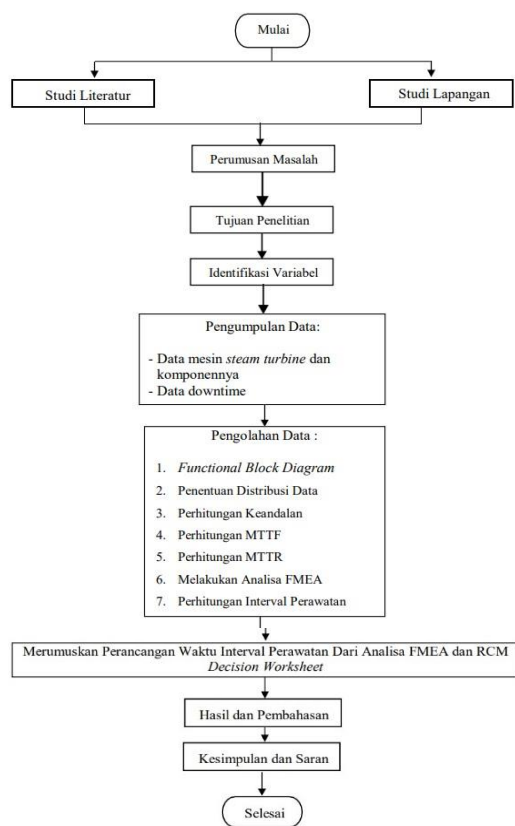 Mulai
Studi Literatur
Studi Lapangan
Perumusan Masalah
Tujuan Penelitian
Identifikasi Variabel
Pengumpulan Data:
- Data mesin steam turbine dan
komponennya
- Data downtime
Pengolahan Data :
1. Functional Block Diagram
2. Penentuan Distribusi Data
3. Perhitungan Keandalan
4. Perhitungan MTTF
5. Perhitungan MTTR
6. Melakukan Analisa FMEA
7. Perhitungan Interval Perawatan
Merumuskan Perancangan Waktu Interval Perawatan Dari Analisa FMEA dan RCM
Decision Worksheet
Hasil dan Pembahasan
Kesimpulan dan Saran
Selesai